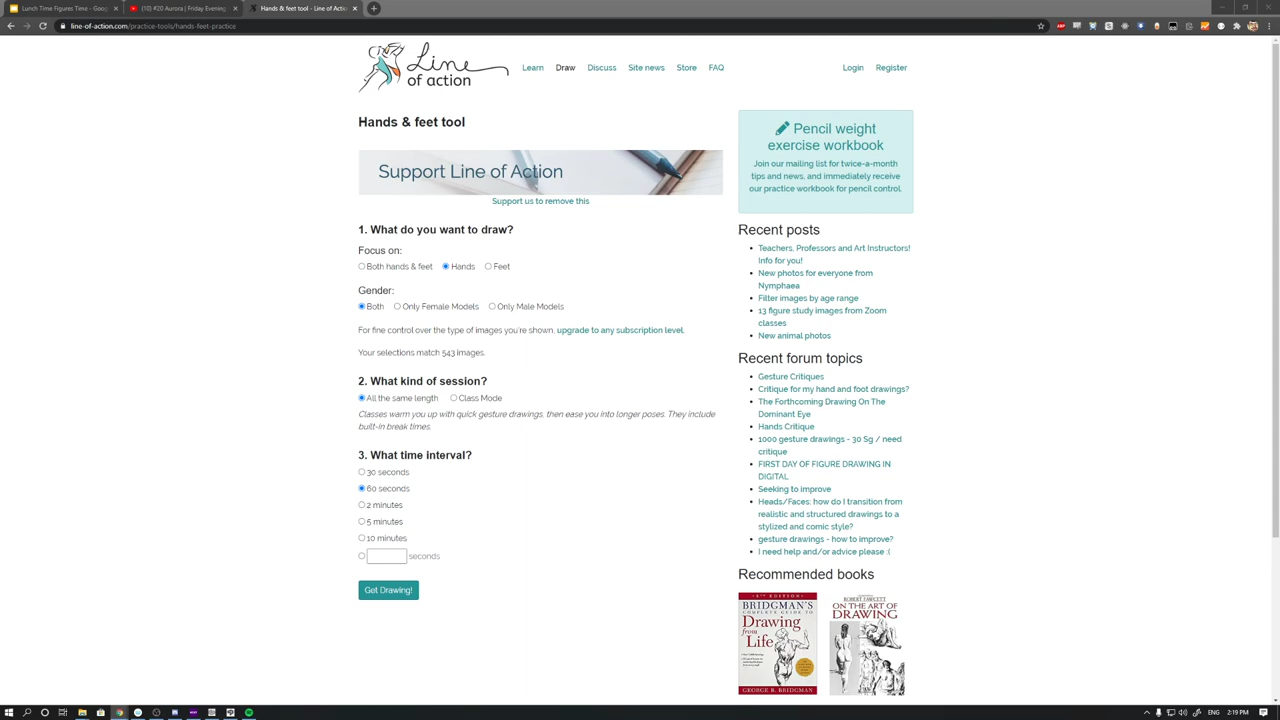 Lunch Time Figures Time - Goog
(10) #20 Aurora | Friday Evening
Hands & feet tool - Line of Action
line-of-action.com/practice-tools/hands-feet-practice
Line
of action
Learn
Draw
Discuss
Site news
Store
FAQ
Login
Register
Hands & feet tool
Support Line of Action
Support us to remove this
1. What do you want to draw?
Focus on:
Both hands & feet
Hands
Feet
Gender:
Both
Only Female Models
Only Male Models
For fine control over the type of images you're shown, upgrade to any subscription level.
Your selections match 543 images.
2. What kind of session?
All the same length
Class Mode
Classes warm you up with quick gesture drawings, then ease you into longer poses. They include
built-in break times.
3. What time interval?
30 seconds
60 seconds
2 minutes
5 minutes
10 minutes
seconds
Get Drawing!
Pencil weight
exercise workbook
Join our mailing list for twice-a-month
tips and news, and immediately receive
our practice workbook for pencil control.
Recent posts
Teachers, Professors and Art Instructors!
Info for you!
New photos for everyone from
Nymphaea
Filter images by age range
13 figure study images from Zoom
classes
New animal photos
Recent forum topics
Gesture Critiques
Critique for my hand and foot drawings?
The Forthcoming Drawing On The
Dominant Eye
Hands Critique
1000 gesture drawings - 30 Sg / need
critique
FIRST DAY OF FIGURE DRAWING IN
DIGITAL
Seeking to improve
Heads/Faces: how do I transition from
realistic and structured drawings to a
stylized and comic style?
gesture drawings - how to improve?
I need help and/or advice please :(
Recommended books
BRIDGMAN'S
COMPLETE GUIDE TO
Drawing
from
Life
GEORGE B. BRIDGMAN
ROBERT FAWCETT
ON THE ART OF
DRAWING
ENG
2:19 PM